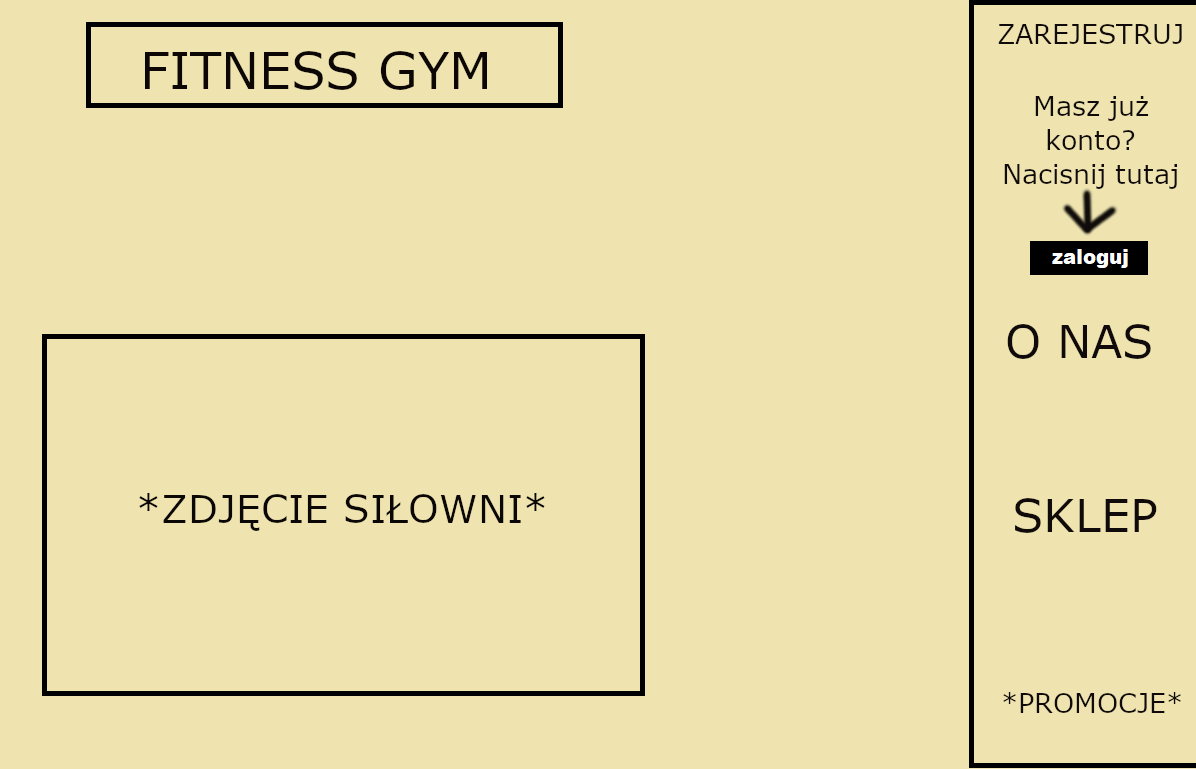 FITNESS GYM
*ZDJĘCIE SIŁOWNI*
ZAREJESTRUJ
Masz już
konto?
Nacisnij tutaj
zaloguj
O NAS
SKLEP
*PROMOCJE*